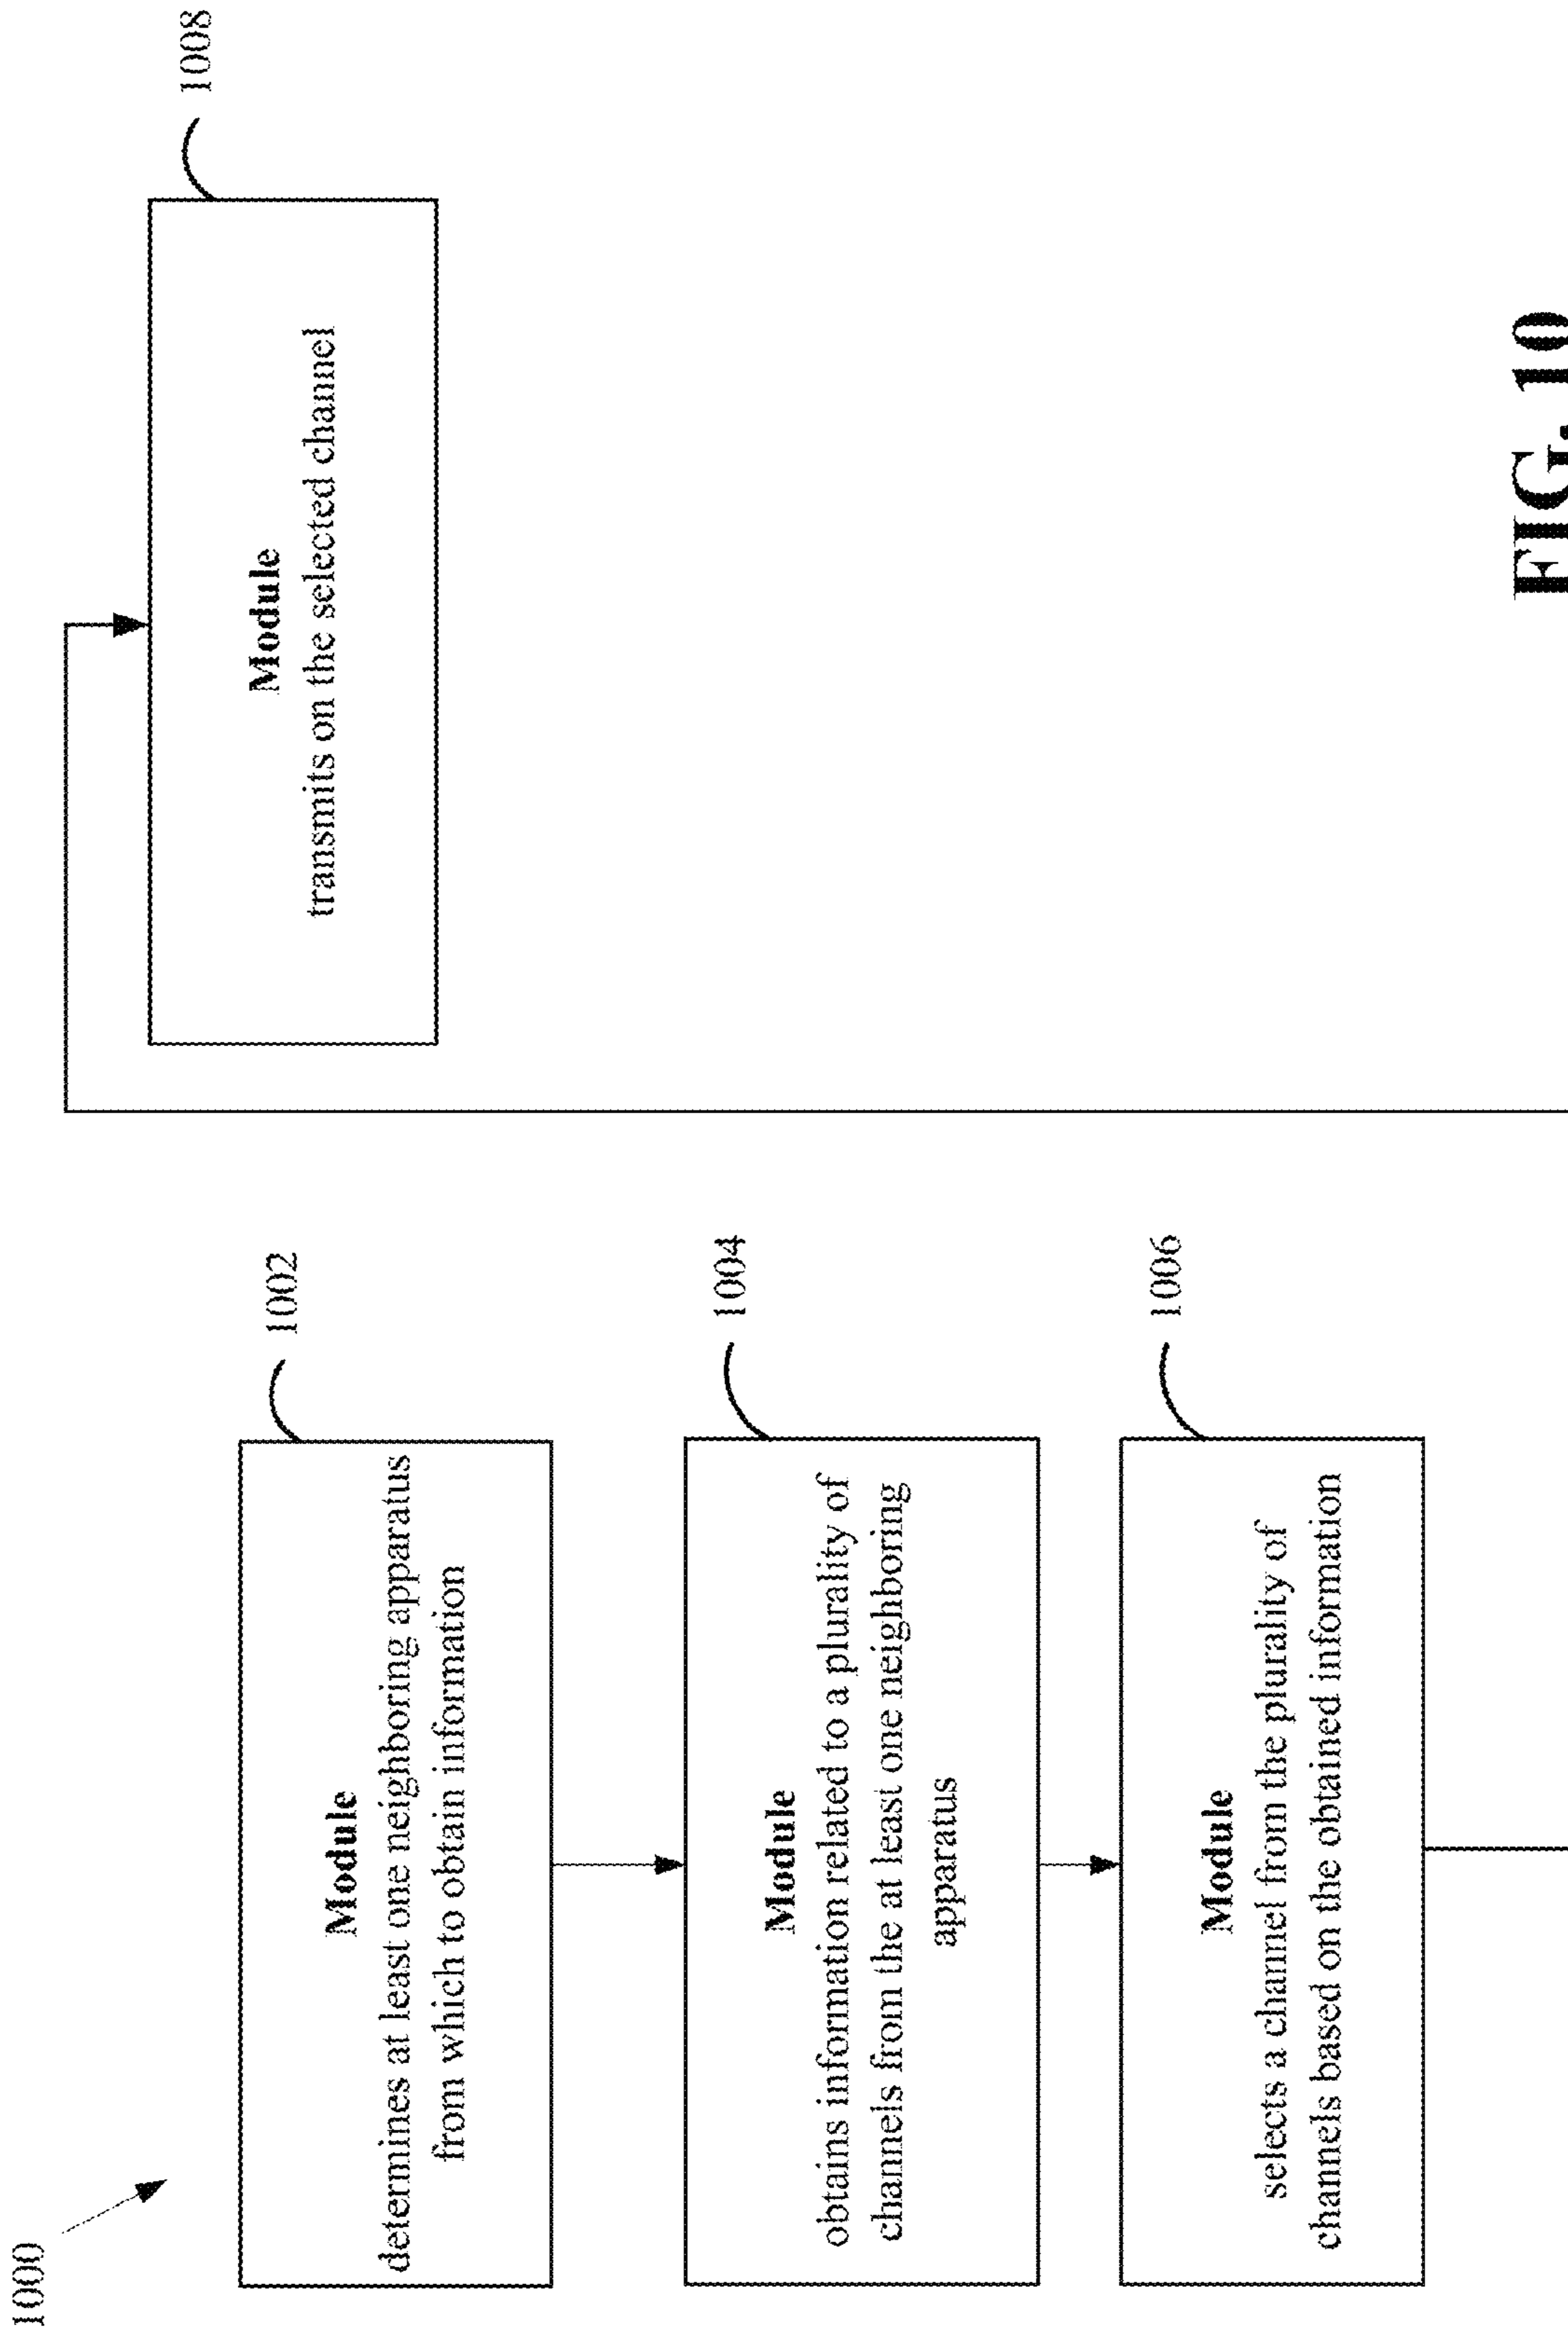 1000
1002
Module
determines at least one neighboring apparatus
from which to obtain information
1004
Module
obtains information related to a plurality of
channels from the at least one neighboring
apparatus
1006
Module
selects a channel from the plurality of
channels based on the obtained information
1008
Module
transmits on the selected channel
FIG. 10